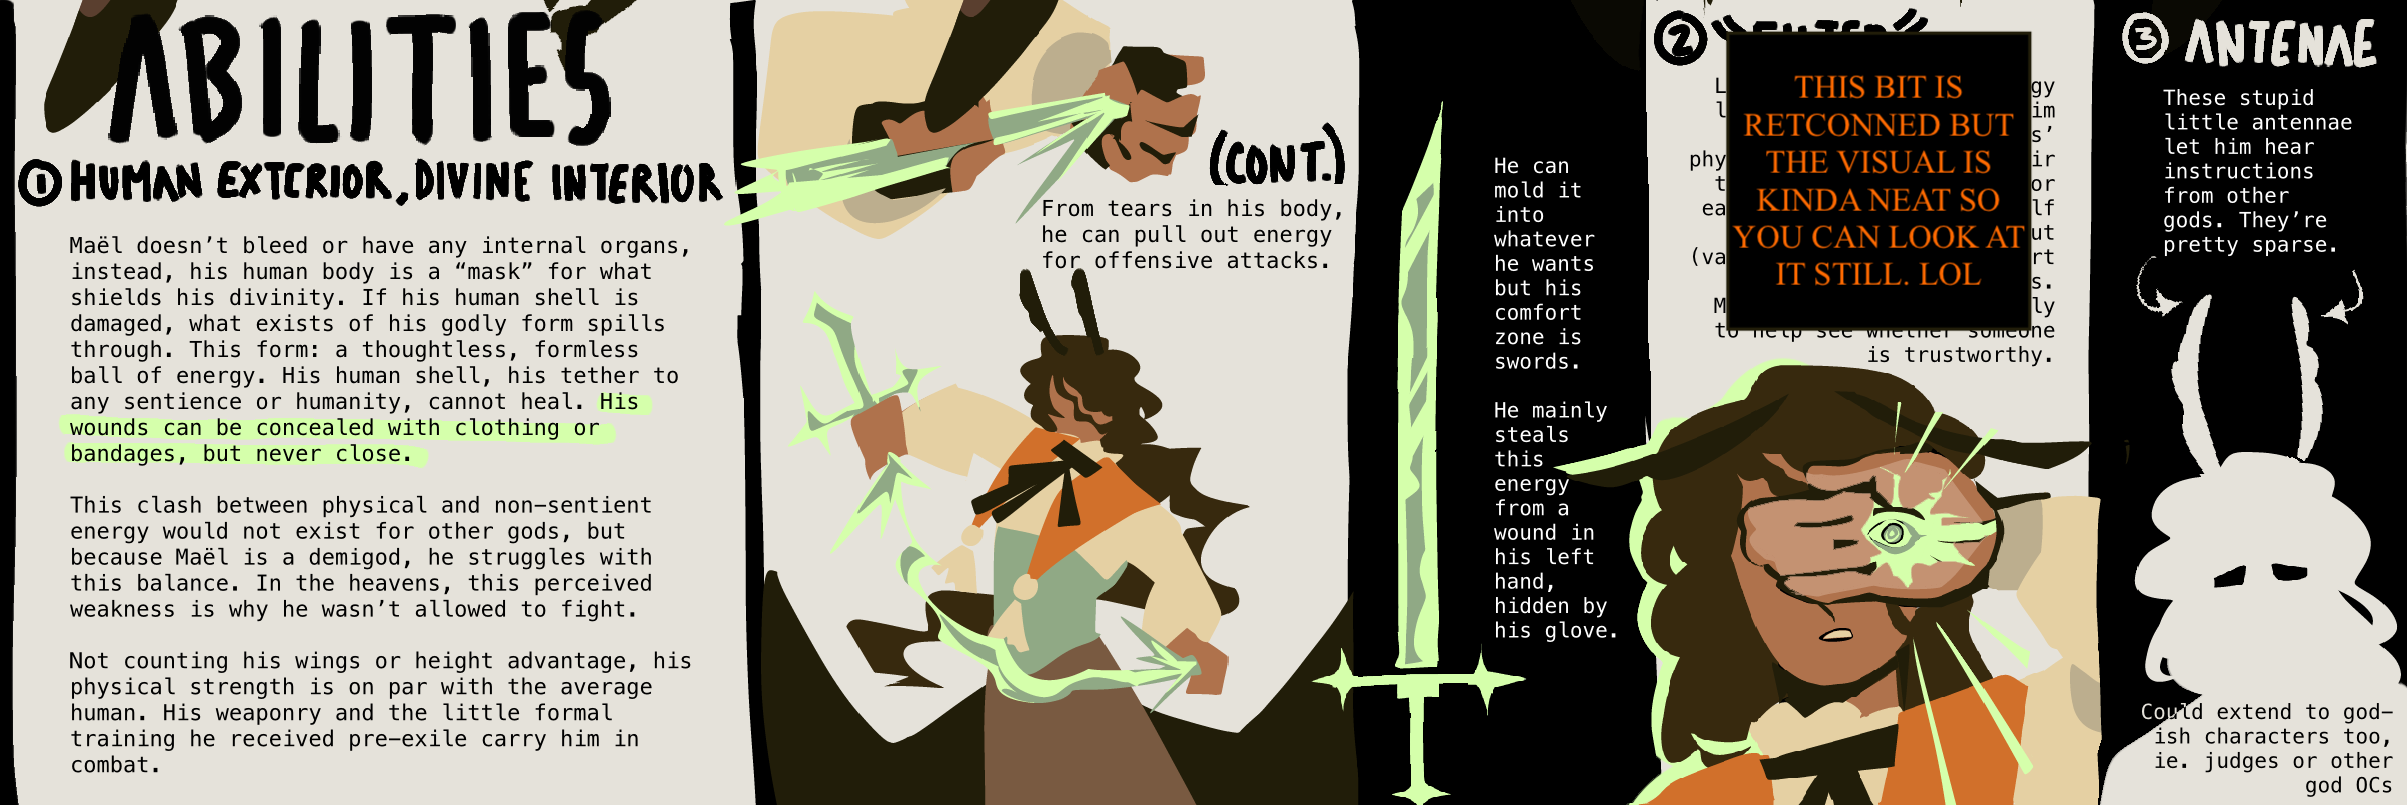 ABILITIES
① HUMAN EXTERIOR, DIVINE INTERIOR
Maël doesn’t bleed or have any internal organs,
instead, his human body is a “mask” for what
shields his divinity. If his human shell is
damaged, what exists of his godly form spills
through. This form: a thoughtless, formless
ball of energy. His human shell, his tether to
any sentience or humanity, cannot heal. His
wounds can be concealed with clothing or
bandages, but never close.
This clash between physical and non–sentient
energy would not exist for other gods, but
because Maël is a demigod, he struggles with
this balance. In the heavens, this perceived
weakness is why he wasn’t allowed to fight.
Not counting his wings or height advantage, his
physical strength is on par with the average
human. His weaponry and the little formal
training he received pre–exile carry him in
combat.
(CONT.)
From tears in his body,
he can pull out energy
for offensive attacks.
He can
mold it
into
whatever
he wants
but his
comfort
zone is
swords.
He mainly
steals
this
energy
from a
wound in
his left
hand,
hidden by
his glove.
②
THIS BIT IS
RETCONNED BUT
THE VISUAL IS
KINDA NEAT SO
YOU CAN LOOK AT
IT STILL. LOL
to help see whether someone
is trustworthy.
③ ANTENAE
These stupid
little antennae
let him hear
instructions
from other
gods. They’re
pretty sparse.
Could extend to god–
ish characters too,
ie. judges or other
god OCs